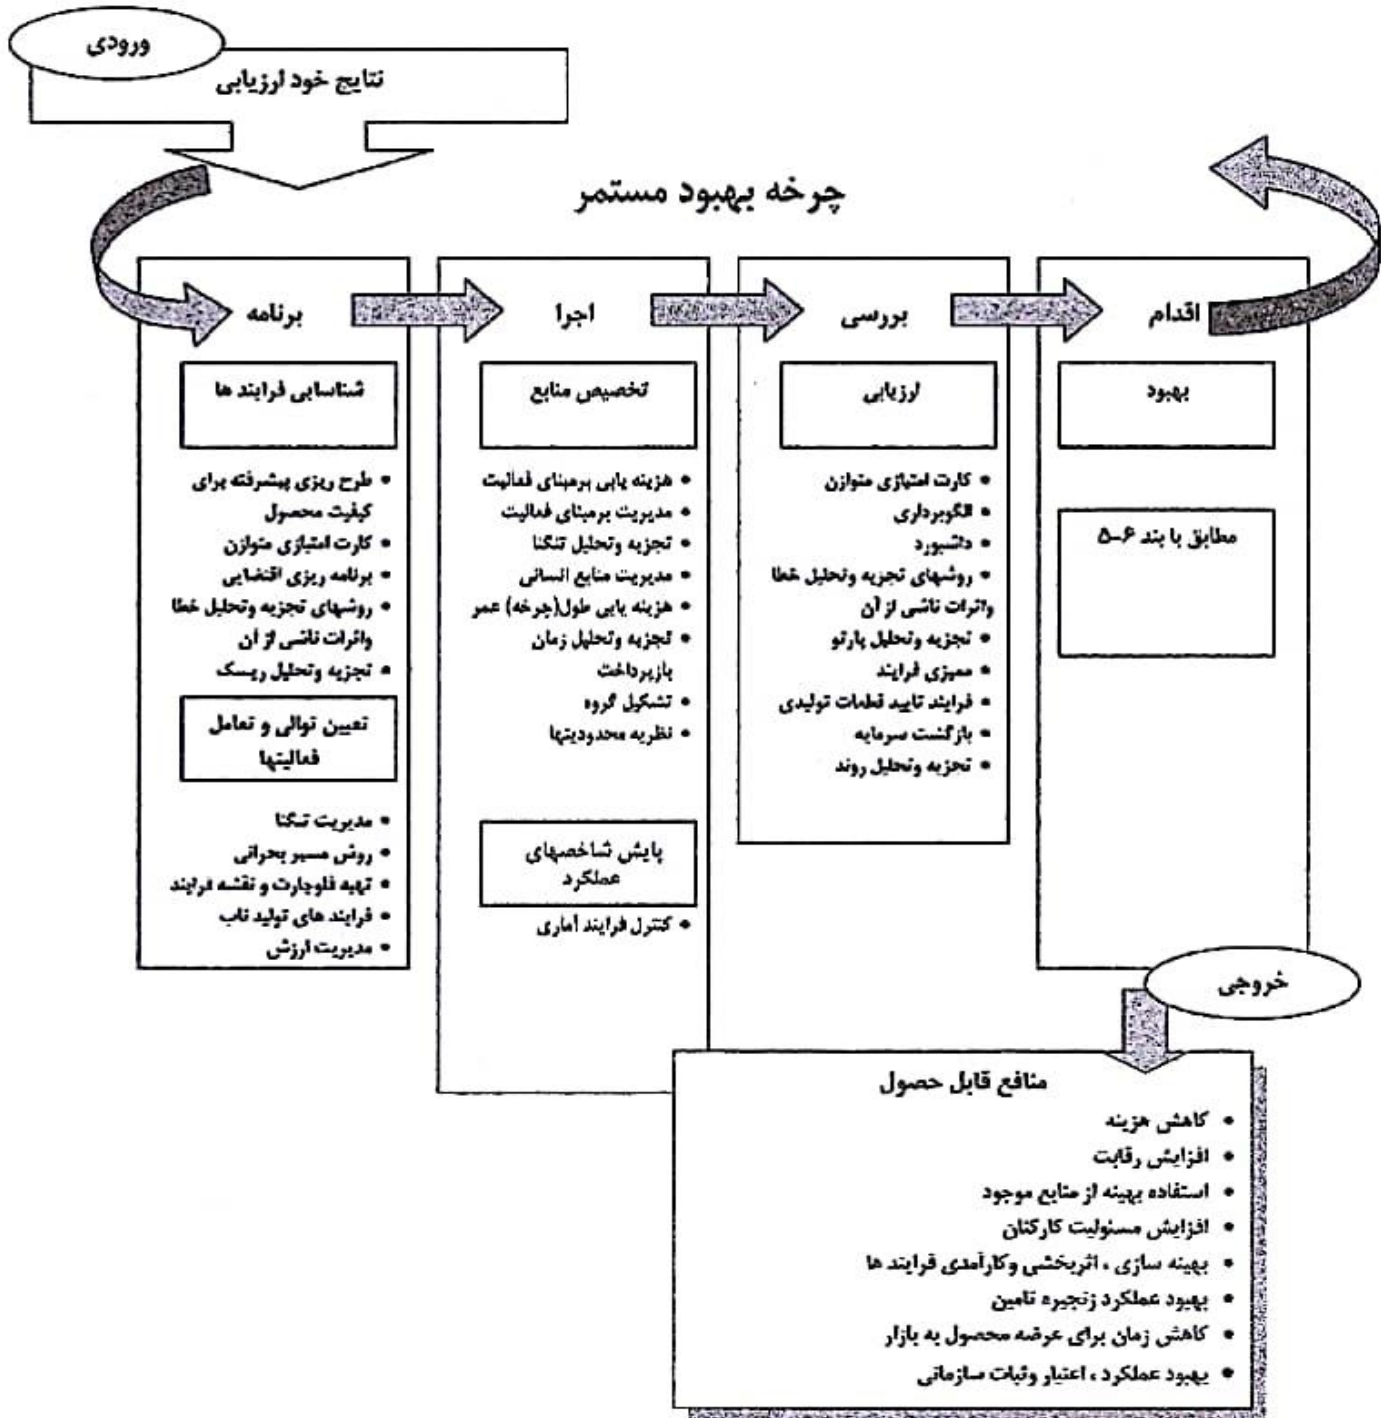 ورودی
نتایج خود ارزیابی
چرخه بهبود مستمر
برنامه
شناسایی فرایند ها
• طرح ریزی پیشرفته برای
کیفیت محصول
• کارت امتیازی متوازن
• برنامه ریزی اقتضایی
• روشهای تجزیه وتحلیل خطا
واثرات ناشی از آن
• تجزیه وتحلیل ریسک
تعیین توالی و تعامل
فعالیتها
• مدیریت تنگنا
• روش مسیر بحرانی
• تهیه فلوچارت و نقشه فرایند
• فرایند های تولید ناب
• مدیریت ارزش
اجرا
تخصیص منابع
• هزینه یابی برمبنای فعالیت
• مدیریت برمبنای فعالیت
• تجزیه وتحلیل تنگنا
• مدیریت منابع انسانی
• هزینه یابی طول(چرخه) عمر
• تجزیه وتحلیل زمان
بازپرداخت
• تشکیل گروه
• نظریه محدودیتها
پایش شاخصهای
عملکرد
• کنترل فرایند آماری
بررسی
ارزیابی
• کارت امتیازی متوازن
• الگوبرداری
• داشبورد
• روشهای تجزیه وتحلیل خطا
واثرات ناشی از آن
• تجزیه وتحلیل پارتو
• ممیزی فرایند
• فرایند تایید قطعات تولیدی
• بازگشت سرمایه
• تجزیه وتحلیل روند
اقدام
بهبود
مطابق با بند ۶-۵
خروجی
منافع قابل حصول
• کاهش هزینه
• افزایش رقابت
• استفاده بهینه از منابع موجود
• افزایش مسئولیت کارکنان
• بهینه سازی ، اثربخشی وکارآمدی فرایند ها
• بهبود عملکرد زنجیره تامین
• کاهش زمان برای عرضه محصول به بازار
• بهبود عملکرد ، اعتبار وثبات سازمانی